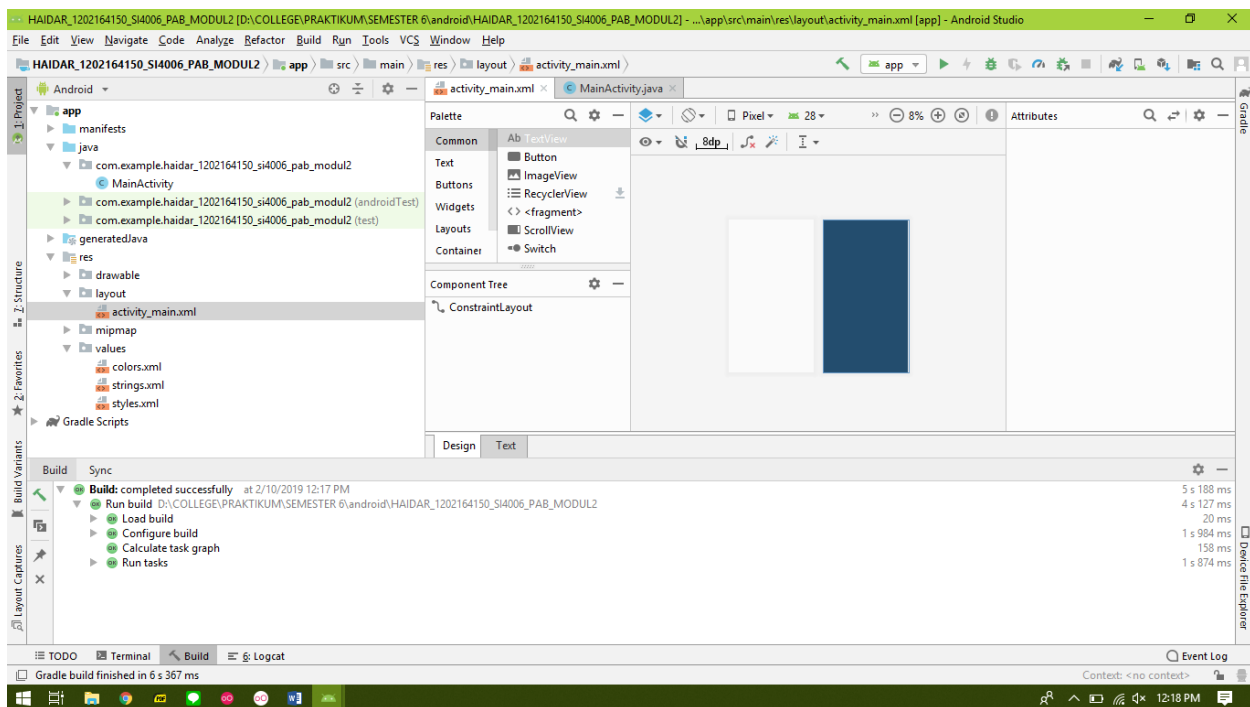 HAIDAR_1202164150_SI4006_PAB_MODUL2 [D:\COLLEGE\PRAKTIKUM\SEMESTER 6\android\HAIDAR_1202164150_SI4006_PAB_MODUL2] - ...\app\src\main\res\layout\activity_main.xml [app] - Android Studio
File Edit View Navigate Code Analyze Refactor Build Run Tools VCS Window Help
HAIDAR_1202164150_SI4006_PAB_MODUL2 app src main res layout activity_main.xml
app
1: Project
Android
app
manifests
java
com.example.haidar_1202164150_si4006_pab_modul2
MainActivity
com.example.haidar_1202164150_si4006_pab_modul2 (androidTest)
com.example.haidar_1202164150_si4006_pab_modul2 (test)
generatedJava
res
drawable
layout
activity_main.xml
mipmap
values
colors.xml
strings.xml
styles.xml
Gradle Scripts
Z: Structure
2: Favorites
Build Variants
Layout Captures
activity_main.xml
MainActivity.java
Palette
Common
Text
Buttons
Widgets
Layouts
Container
Ab TextView
Button
ImageView
RecyclerView
<> <fragment>
ScrollView
Switch
Component Tree
ConstraintLayout
Pixel 28 >> 8%
8dp
Attributes
Gradle
Device File Explorer
Design Text
Build Sync
Build: completed successfully at 2/10/2019 12:17 PM 5 s 188 ms
Run build D:\COLLEGE\PRAKTIKUM\SEMESTER 6\android\HAIDAR_1202164150_SI4006_PAB_MODUL2 4 s 127 ms
Load build 20 ms
Configure build 1 s 984 ms
Calculate task graph 158 ms
Run tasks 1 s 874 ms
TODO Terminal Build 6: Logcat Event Log
Gradle build finished in 6 s 367 ms Context: <no context>
12:18 PM